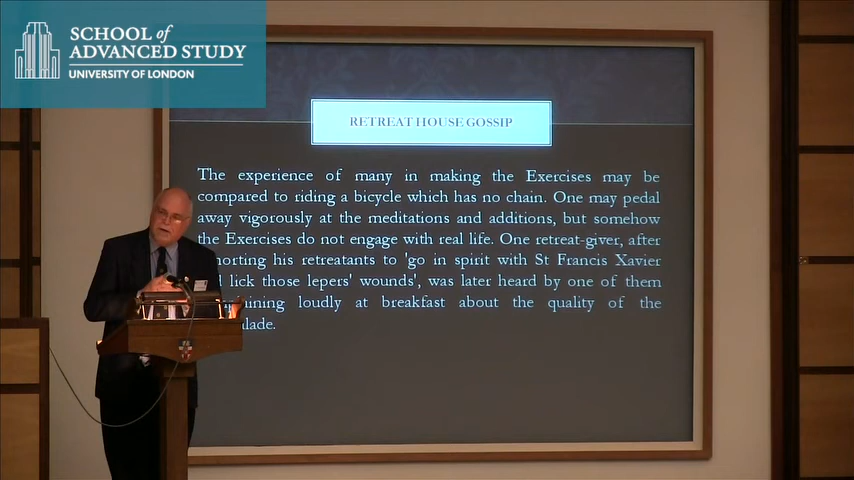 SCHOOL of
ADVANCED STUDY
UNIVERSITY OF LONDON
RETREAT HOUSE GOSSIP
The experience of many in making the Exercises may be
compared to riding a bicycle which has no chain. One may pedal
away vigorously at the meditations and additions, but somehow
the Exercises do not engage with real life. One retreat-giver, after
horting his retreatants to 'go in spirit with St Francis Xavier
lick those lepers' wounds', was later heard by one of them
ining loudly at breakfast about the quality of the
alade.